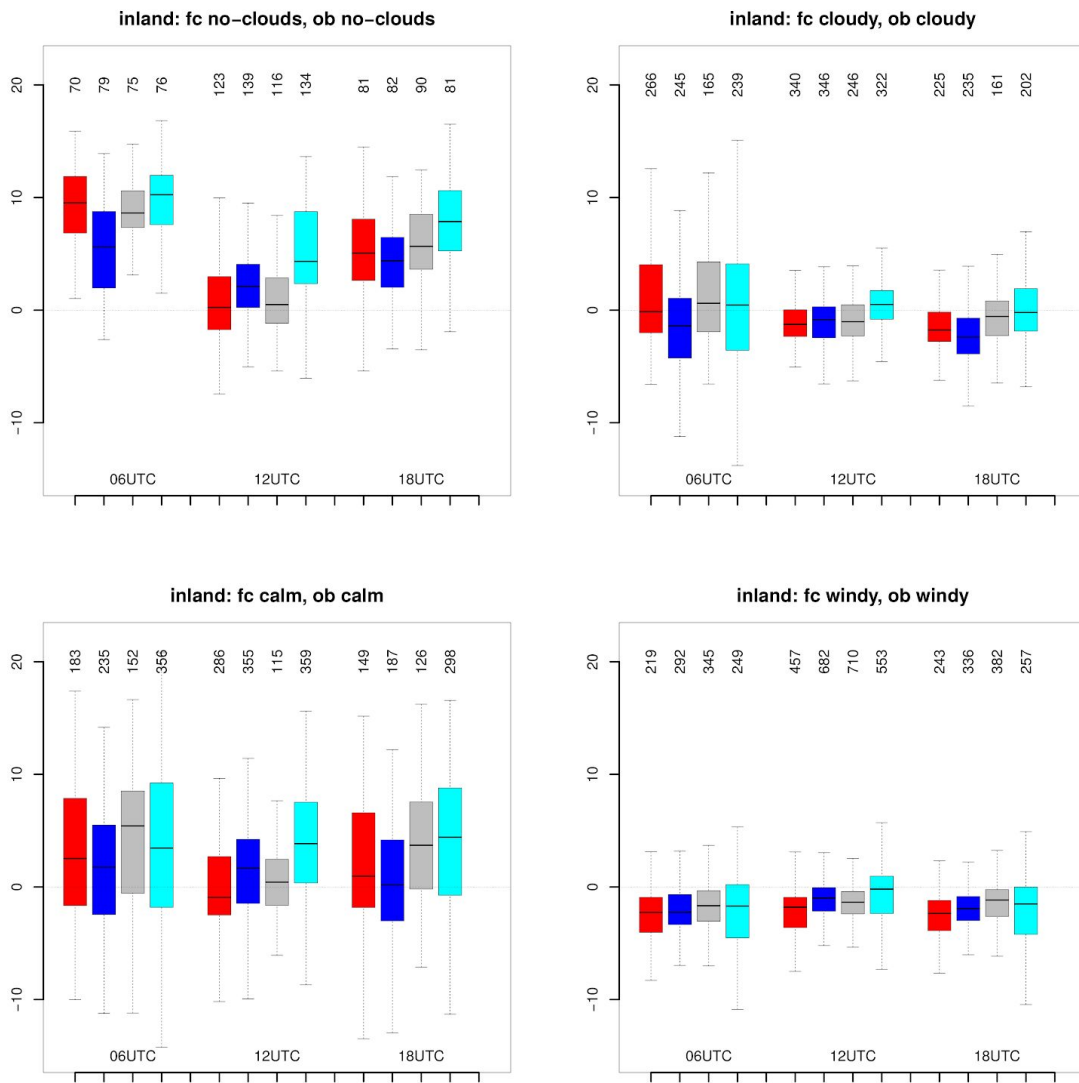 inland: fc no−clouds, ob no−clouds
20
10
0
−10
70 79 75 76 123 139 116 134 81 82 90 81
06UTC 12UTC 18UTC
inland: fc cloudy, ob cloudy
20
10
0
−10
266 245 165 239 340 346 246 322 225 235 161 202
06UTC 12UTC 18UTC
inland: fc calm, ob calm
20
10
0
−10
183 235 152 356 286 355 115 359 149 187 126 298
06UTC 12UTC 18UTC
inland: fc windy, ob windy
20
10
0
−10
219 292 345 249 457 682 710 553 243 336 382 257
06UTC 12UTC 18UTC